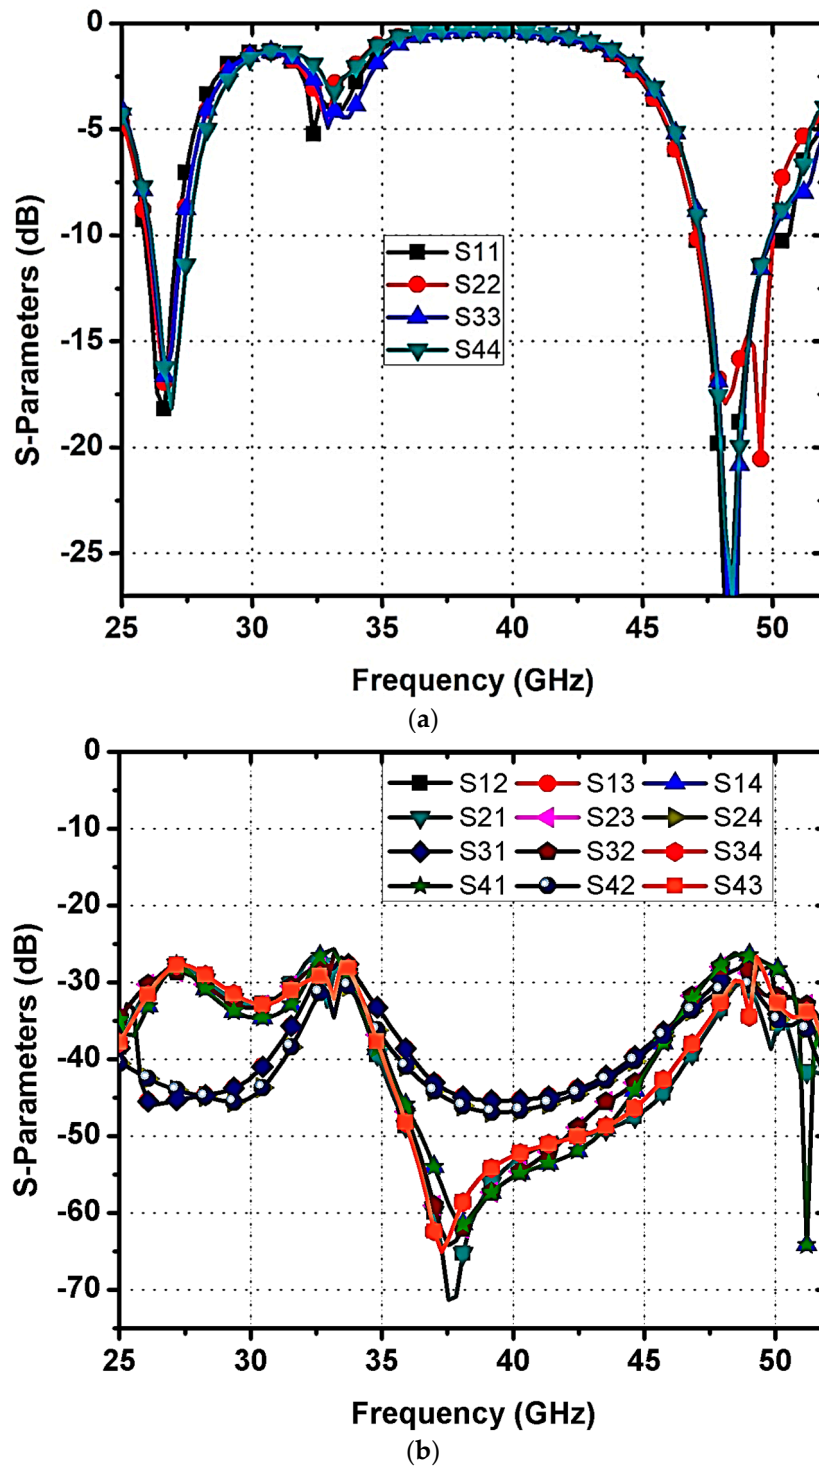 0
-5
-10
-15
-20
-25
S-Parameters (dB)
S11
S22
S33
S44
25 30 35 40 45 50
Frequency (GHz)
(a)
0
-10
-20
-30
-40
-50
-60
-70
S-Parameters (dB)
S12 S13 S14
S21 S23 S24
S31 S32 S34
S41 S42 S43
25 30 35 40 45 50
Frequency (GHz)
(b)